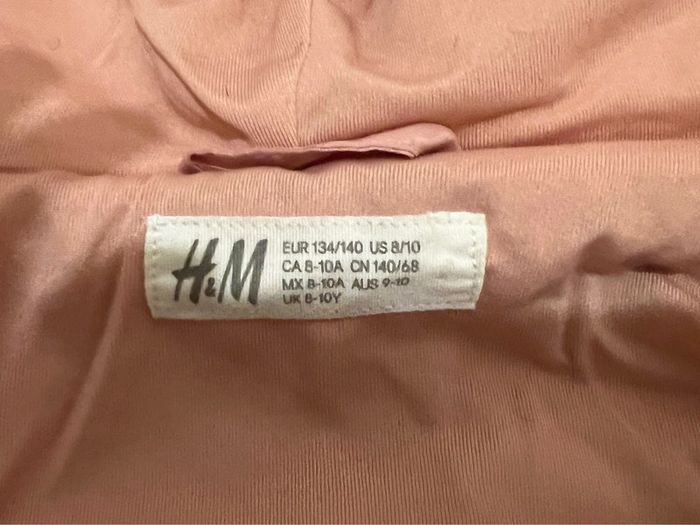 H&M
EUR 134/140 US 8/10
CA 8-10A CN 140/68
MX 8-10A AUS 9-10
UK 8-10Y